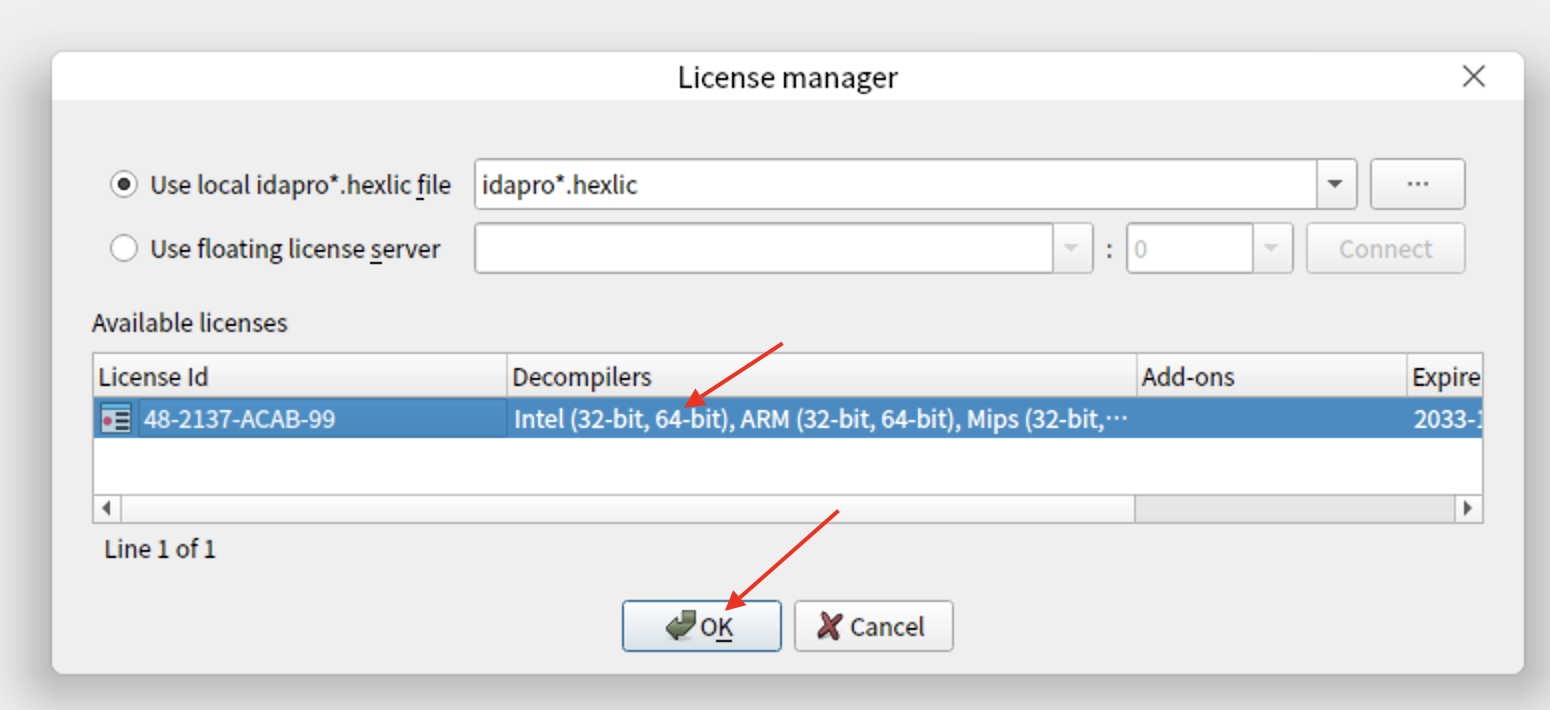 License manager
Use local idapro*.hexlic file idapro*.hexlic ...
Use floating license server : 0 Connect
Available licenses
License Id Decompilers Add-ons Expire
48-2137-ACAB-99 Intel (32-bit, 64-bit), ARM (32-bit, 64-bit), Mips (32-bit,... 2033-1
Line 1 of 1
OK Cancel